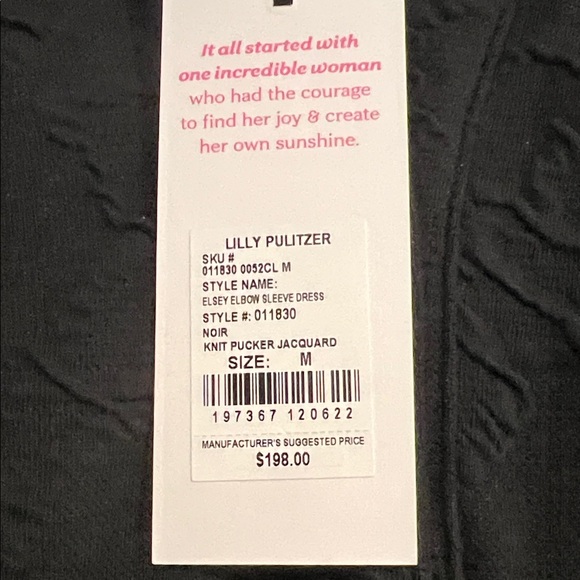 It all started with
one incredible woman
who had the courage
to find her joy & create
her own sunshine.
LILLY PULITZER
SKU #
011830 0052CL M
STYLE NAME:
ELSEY ELBOW SLEEVE DRESS
STYLE #: 011830
NOIR
KNIT PUCKER JACQUARD
SIZE: M
197367 120622
MANUFACTURER'S SUGGESTED PRICE
$198.00